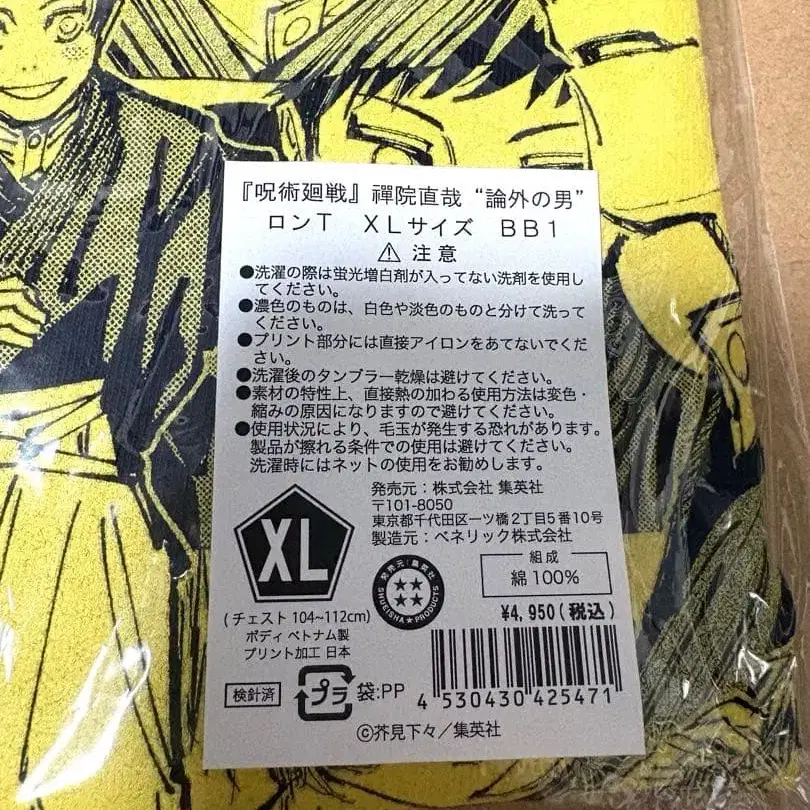 『呪術廻戦』禪院直哉 “論外の男”
ロンT XLサイズ BB1
⚠ 注意
●洗濯の際は蛍光増白剤が入ってない洗剤を使用し
てください。
●濃色のものは、白色や淡色のものと分けて洗って
ください。
●プリント部分には直接アイロンをあてないでくだ
さい。
●洗濯後のタンブラー乾燥は避けてください。
●素材の特性上、直接熱の加わる使用方法は変色・
縮みの原因になりますので避けてください。
●使用状況により、毛玉が発生する恐れがあります。
製品が擦れる条件での使用は避けてください。
洗濯時にはネットの使用をお勧めします。
発売元：株式会社 集英社
〒101-8050
東京都千代田区一ツ橋2丁目5番10号
製造元：ベネリック株式会社
XL
発売元/集英社
SHUEISHA★PRODUCTS
組成
綿100%
¥4,950(税込)
(チェスト 104~112cm)
ボディ ベトナム製
プリント加工 日本
検針済
プラ
袋:PP
4 530430 425471
©芥見下々／集英社